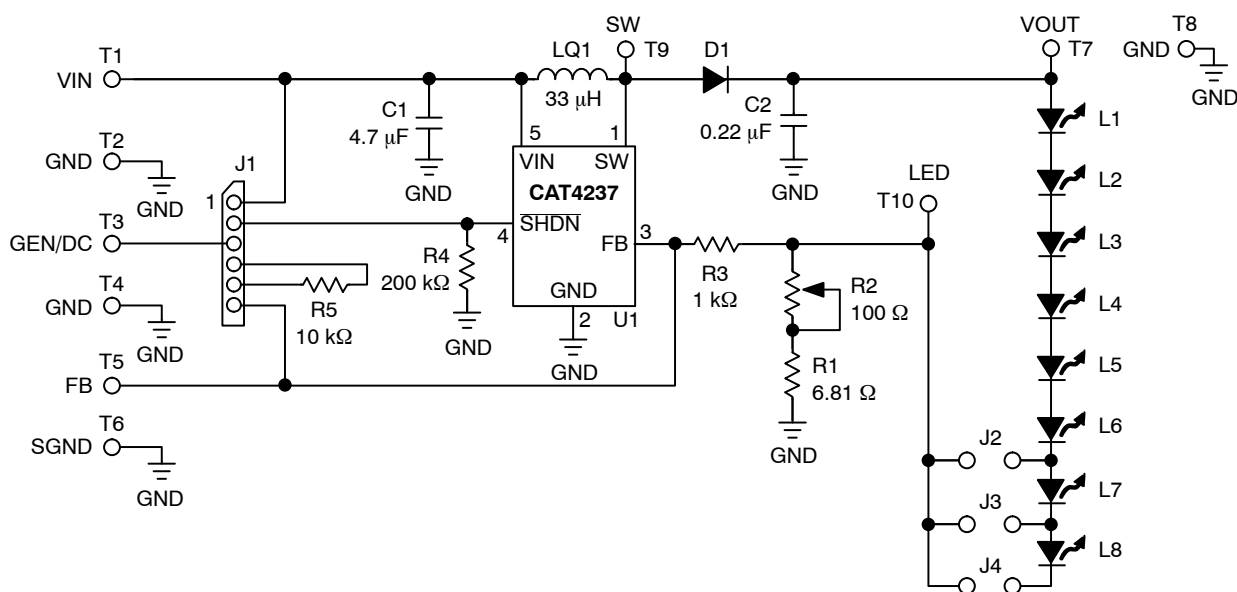 SW
T9
VOUT
T7
T8
GND
GND
T1
VIN
LQ1
33 µH
D1
C1
4.7 µF
GND
C2
0.22 µF
GND
L1
5
1
VIN
SW
CAT4237
SHDN
4
FB
3
GND
2
U1
GND
T2
GND
GND
J1
1
T3
GEN/DC
R4
200 kΩ
GND
R5
10 kΩ
T4
GND
GND
T5
FB
T6
SGND
GND
LED
T10
R3
1 kΩ
R2
100 Ω
R1
6.81 Ω
GND
L2
L3
L4
L5
L6
J2
L7
J3
L8
J4